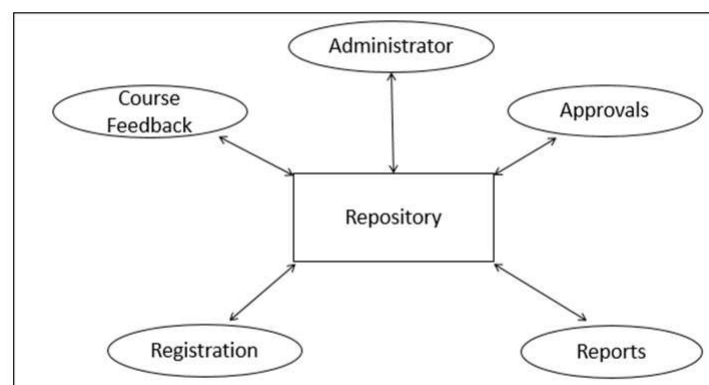 Administrator
Course
Feedback
Approvals
Repository
Registration
Reports